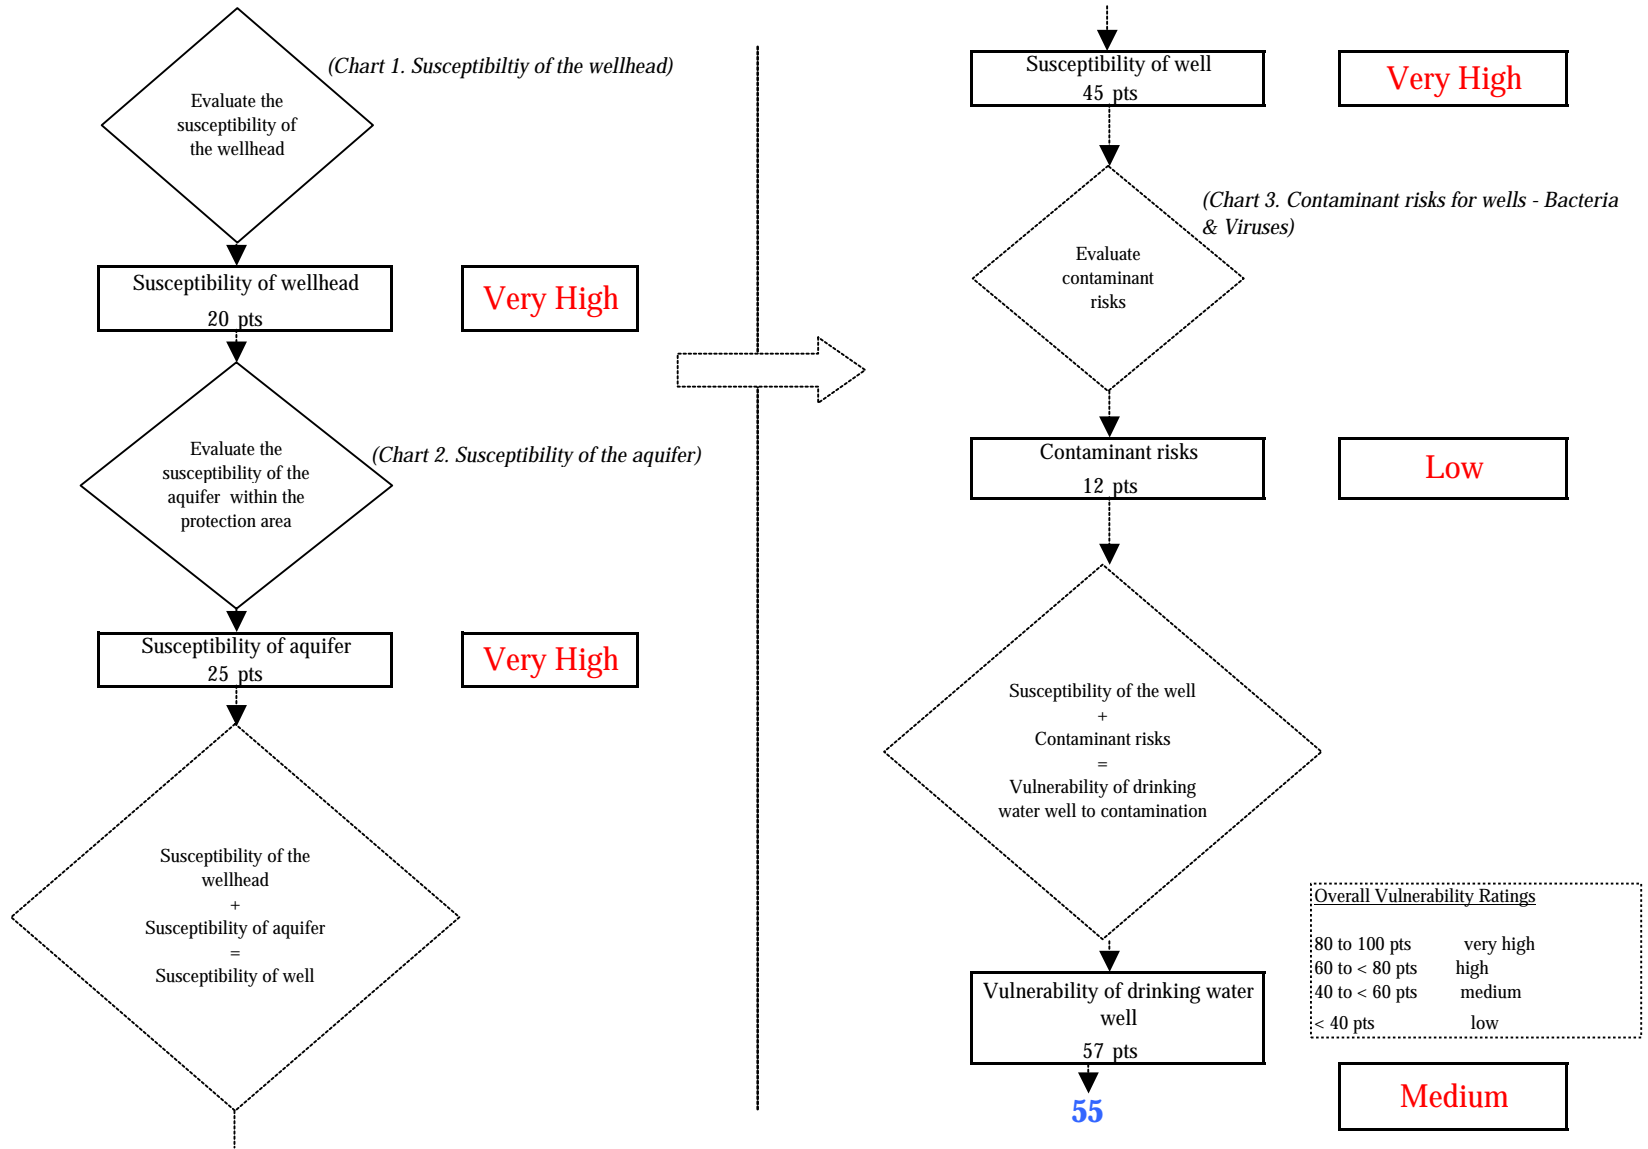 (Chart 1. Susceptibiltiy of the wellhead)
Evaluate the
susceptibility of
the wellhead
Susceptibility of wellhead
20 pts
Very High
(Chart 2. Susceptibility of the aquifer)
Evaluate the
susceptibility of the
aquifer within the
protection area
Susceptibility of aquifer
25 pts
Very High
Susceptibility of the
wellhead
+
Susceptibility of aquifer
=
Susceptibility of well
Susceptibility of well
45 pts
Very High
(Chart 3. Contaminant risks for wells - Bacteria
& Viruses)
Evaluate
contaminant
risks
Contaminant risks
12 pts
Low
Susceptibility of the well
+
Contaminant risks
=
Vulnerability of drinking
water well to contamination
Overall Vulnerability Ratings
80 to 100 pts very high
60 to < 80 pts high
40 to < 60 pts medium
< 40 pts low
Vulnerability of drinking water
well
57 pts
55
Medium